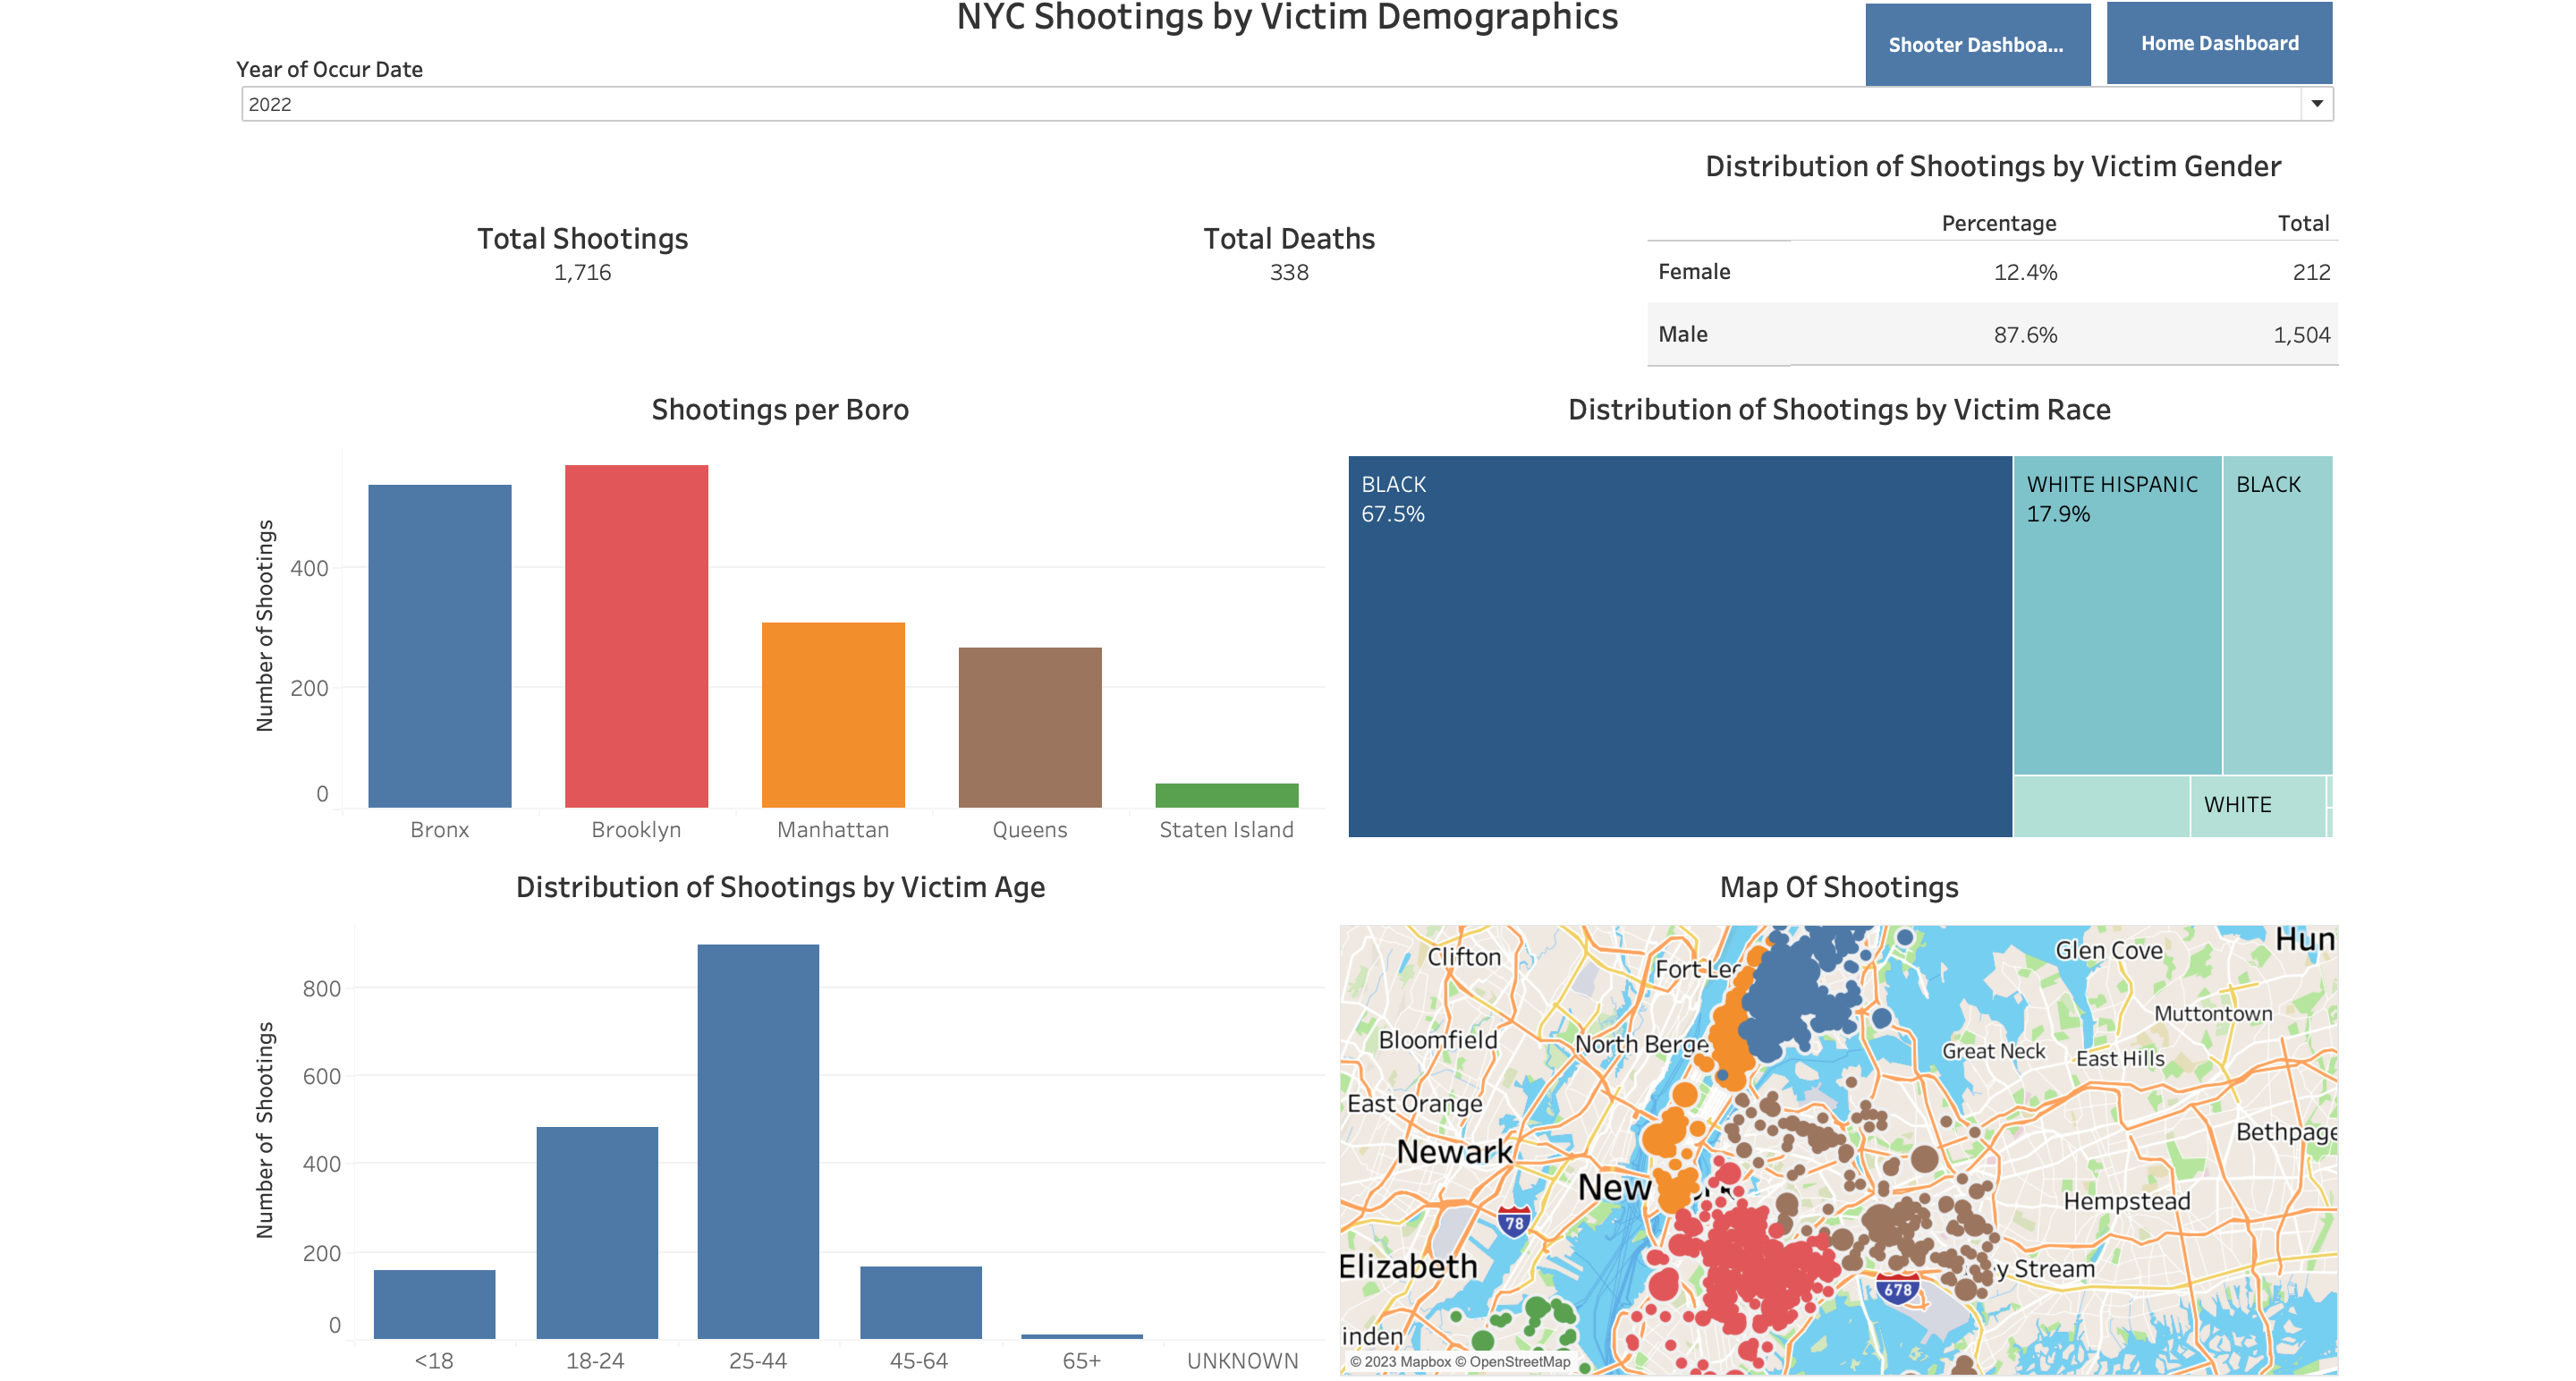 NYC Shootings by Victim Demographics
Shooter Dashboa...
Home Dashboard
Year of Occur Date
2022
Distribution of Shootings by Victim Gender
Percentage Total
Female 12.4% 212
Male 87.6% 1,504
Total Shootings
1,716
Total Deaths
338
Shootings per Boro
Number of Shootings
400
200
0
Bronx Brooklyn Manhattan Queens Staten Island
Distribution of Shootings by Victim Race
BLACK
67.5%
WHITE HISPANIC
17.9%
BLACK
WHITE
Distribution of Shootings by Victim Age
Number of Shootings
800
600
400
200
0
<18 18-24 25-44 45-64 65+ UNKNOWN
Map Of Shootings
Clifton
Fort Lee
Glen Cove
Hun
Muttontown
Bloomfield
North Berge
Great Neck
East Hills
East Orange
Bethpage
Newark
New
Hempstead
78
Elizabeth
y Stream
678
inden
© 2023 Mapbox © OpenStreetMap